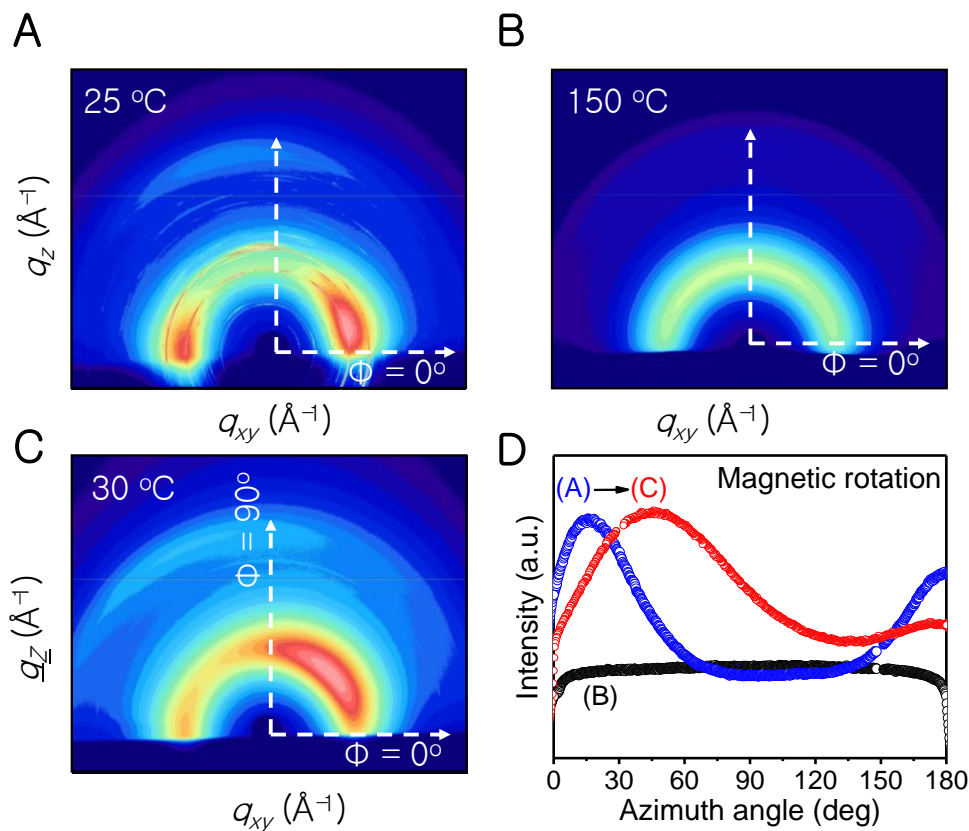 A
25 °C
q_z (Å⁻¹)
Φ = 0°
q_xy (Å⁻¹)
B
150 °C
Φ = 0°
q_xy (Å⁻¹)
C
30 °C
Φ = 90°
q_z (Å⁻¹)
Φ = 0°
q_xy (Å⁻¹)
D
Magnetic rotation
(A) → (C)
(B)
Intensity (a.u.)
0 30 60 90 120 150 180
Azimuth angle (deg)